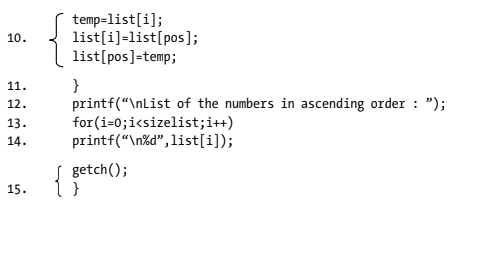 temp=list[i];
10. list[i]=list[pos];
list[pos]=temp;
11. }
12. printf(“\nList of the numbers in ascending order : ”);
13. for(i=0;i<sizelist;i++)
14. printf(“\n%d”,list[i]);
getch();
15. }